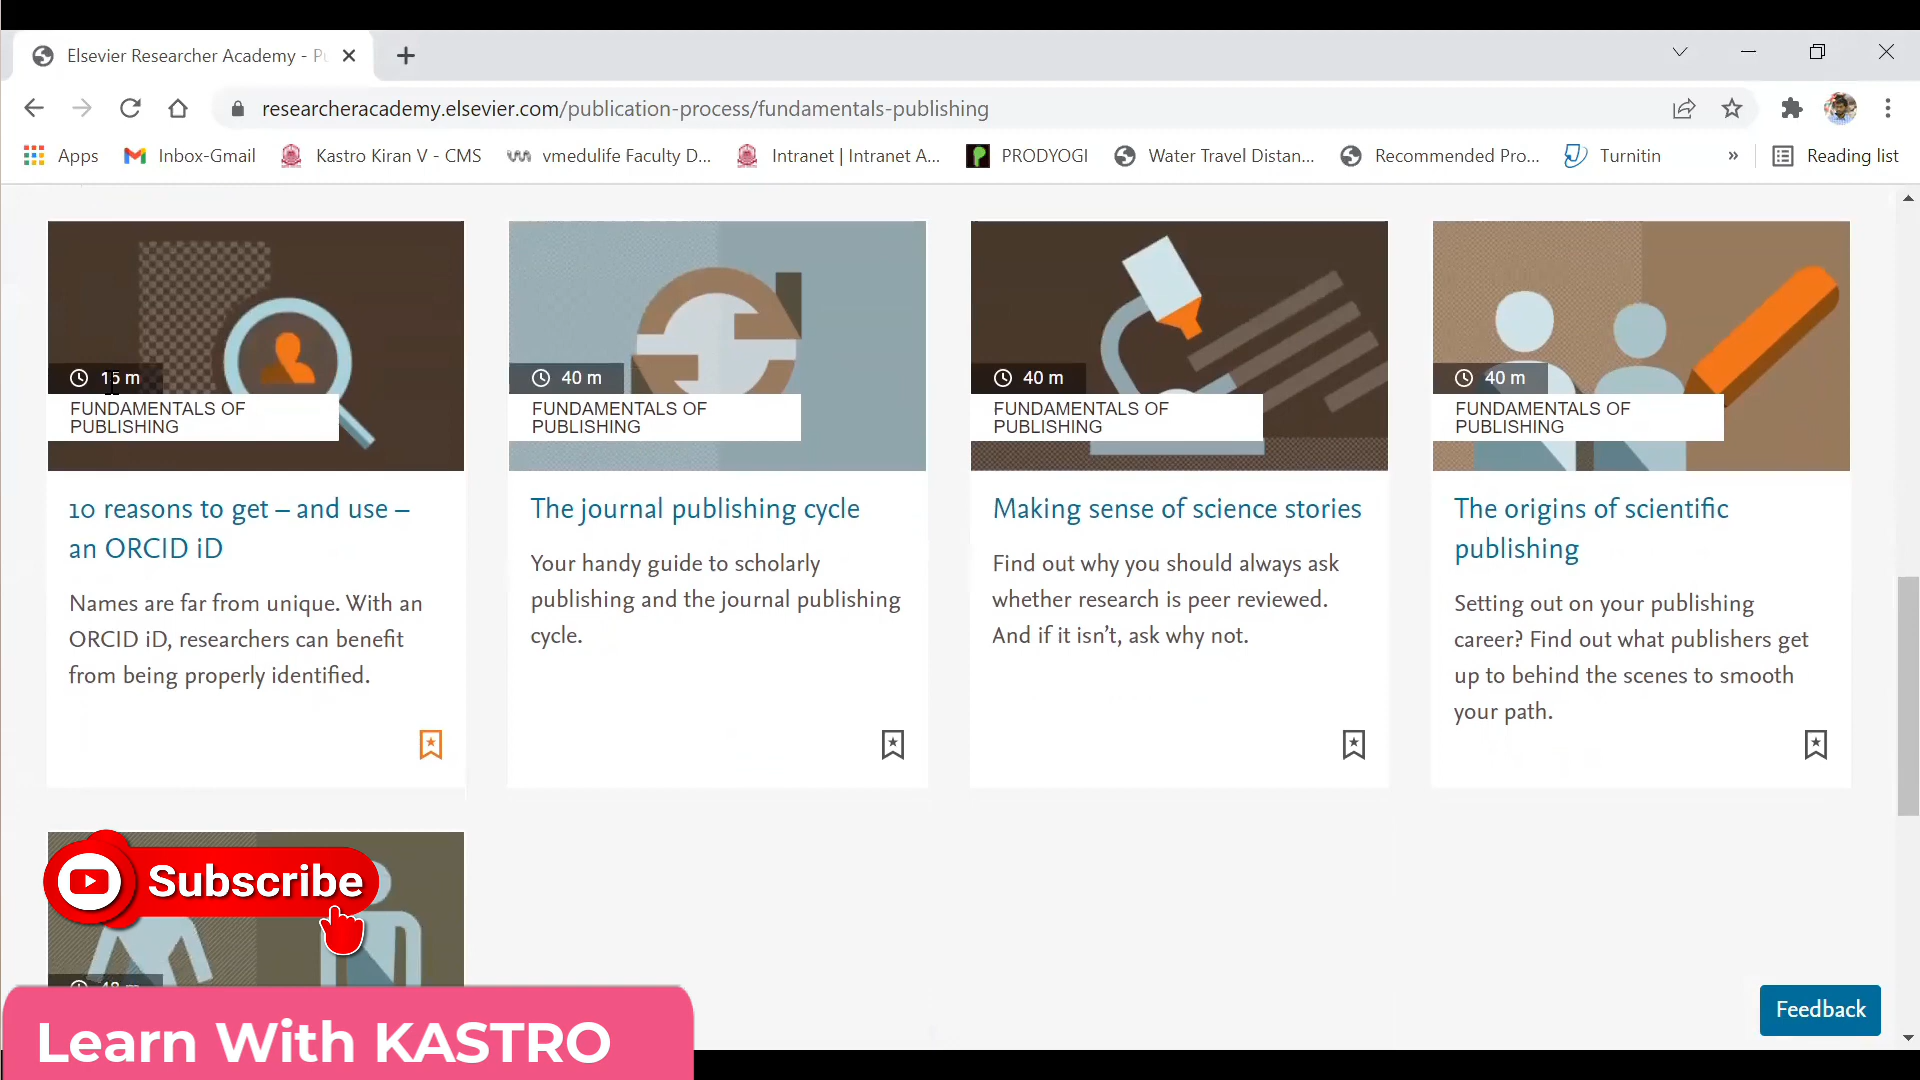 Elsevier Researcher Academy - Pu
researcheracademy.elsevier.com/publication-process/fundamentals-publishing
Apps
Inbox-Gmail
Kastro Kiran V - CMS
vmedulife Faculty D...
Intranet | Intranet A...
PRODYOGI
Water Travel Distan...
Recommended Pro...
Turnitin
»
Reading list
15 m
FUNDAMENTALS OF
PUBLISHING
10 reasons to get – and use –
an ORCID iD
Names are far from unique. With an
ORCID iD, researchers can benefit
from being properly identified.
40 m
FUNDAMENTALS OF
PUBLISHING
The journal publishing cycle
Your handy guide to scholarly
publishing and the journal publishing
cycle.
40 m
FUNDAMENTALS OF
PUBLISHING
Making sense of science stories
Find out why you should always ask
whether research is peer reviewed.
And if it isn't, ask why not.
40 m
FUNDAMENTALS OF
PUBLISHING
The origins of scientific
publishing
Setting out on your publishing
career? Find out what publishers get
up to behind the scenes to smooth
your path.
Subscribe
Learn With KASTRO
Feedback